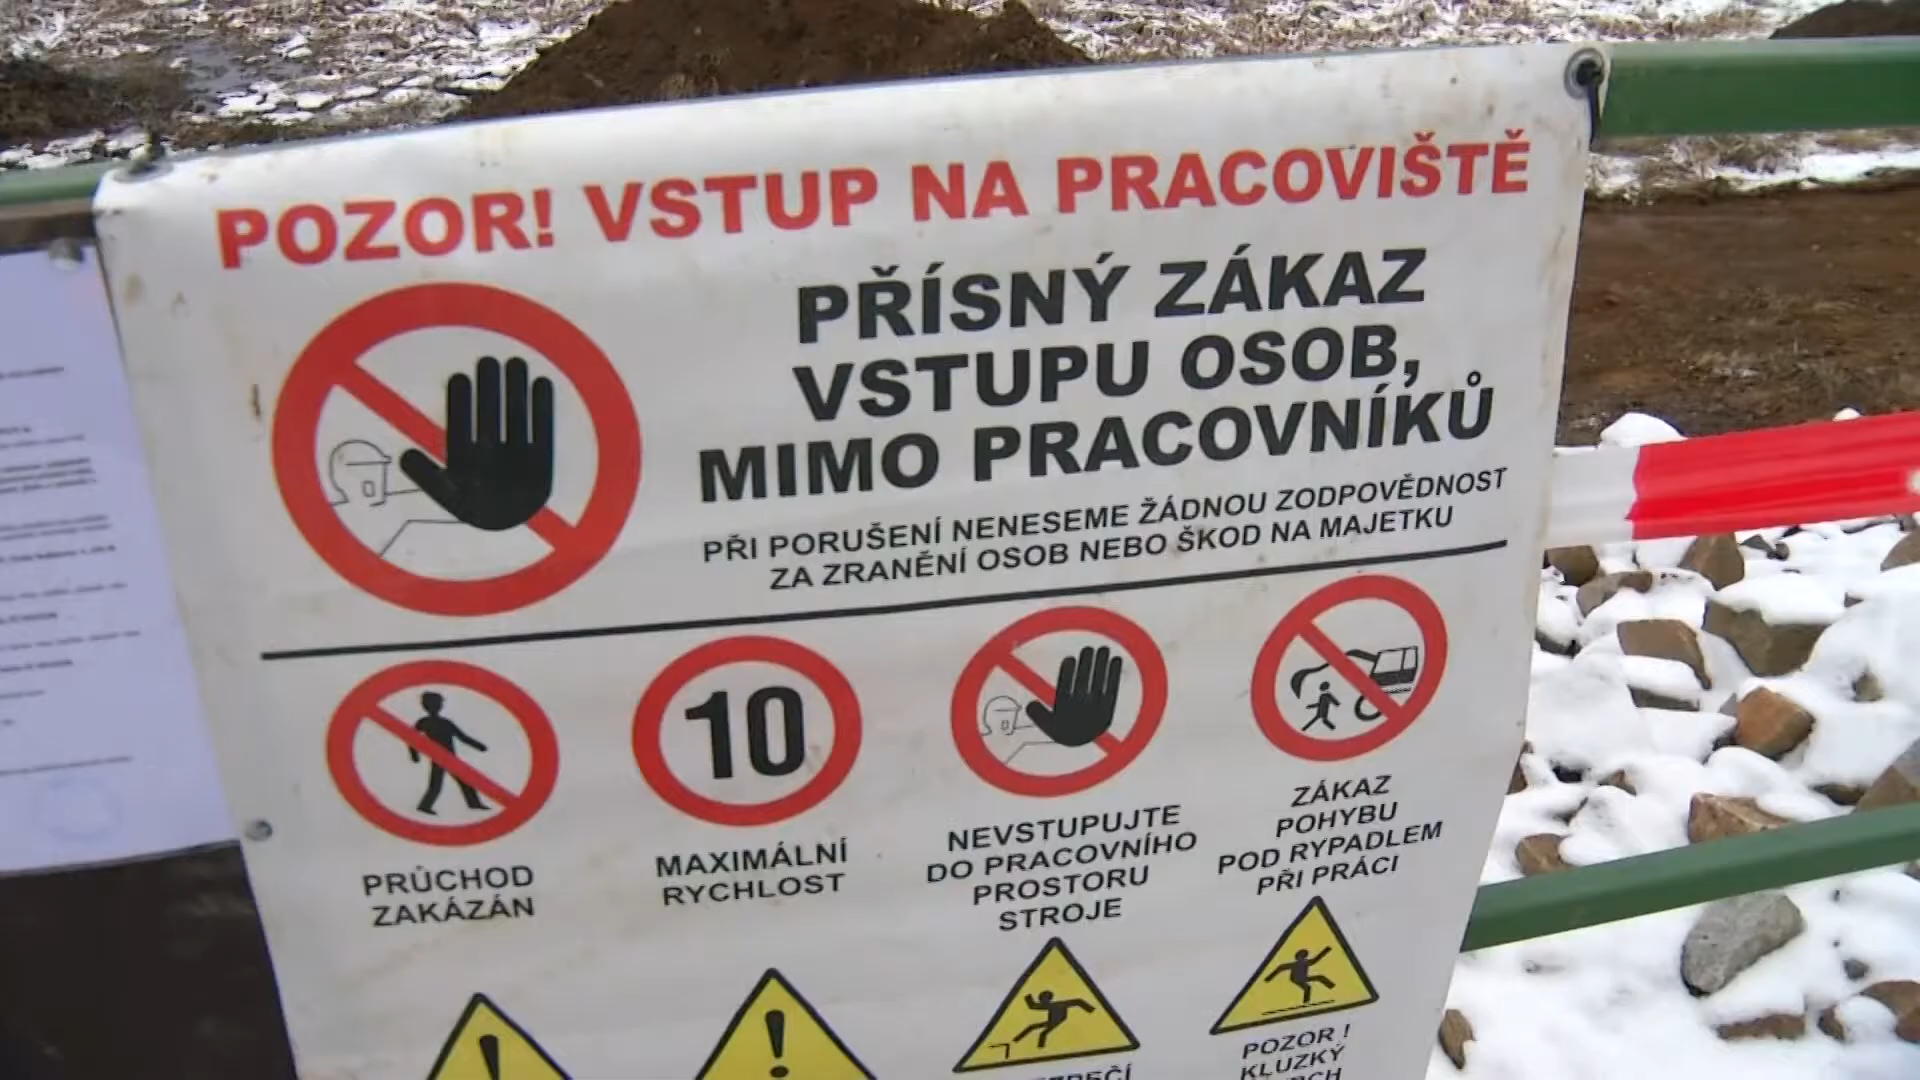 POZOR! VSTUP NA PRACOVIŠTĚ
PŘÍSNÝ ZÁKAZ
VSTUPU OSOB,
MIMO PRACOVNÍKŮ
PŘI PORUŠENÍ NENESEME ŽÁDNOU ZODPOVĚDNOST
ZA ZRANĚNÍ OSOB NEBO ŠKOD NA MAJETKU
PRŮCHOD
ZAKÁZÁN
10
MAXIMÁLNÍ
RYCHLOST
NEVSTUPUJTE
DO PRACOVNÍHO
PROSTORU
STROJE
ZÁKAZ
POHYBU
POD RYPADLEM
PŘI PRÁCI
POZOR !
KLUZKÝ